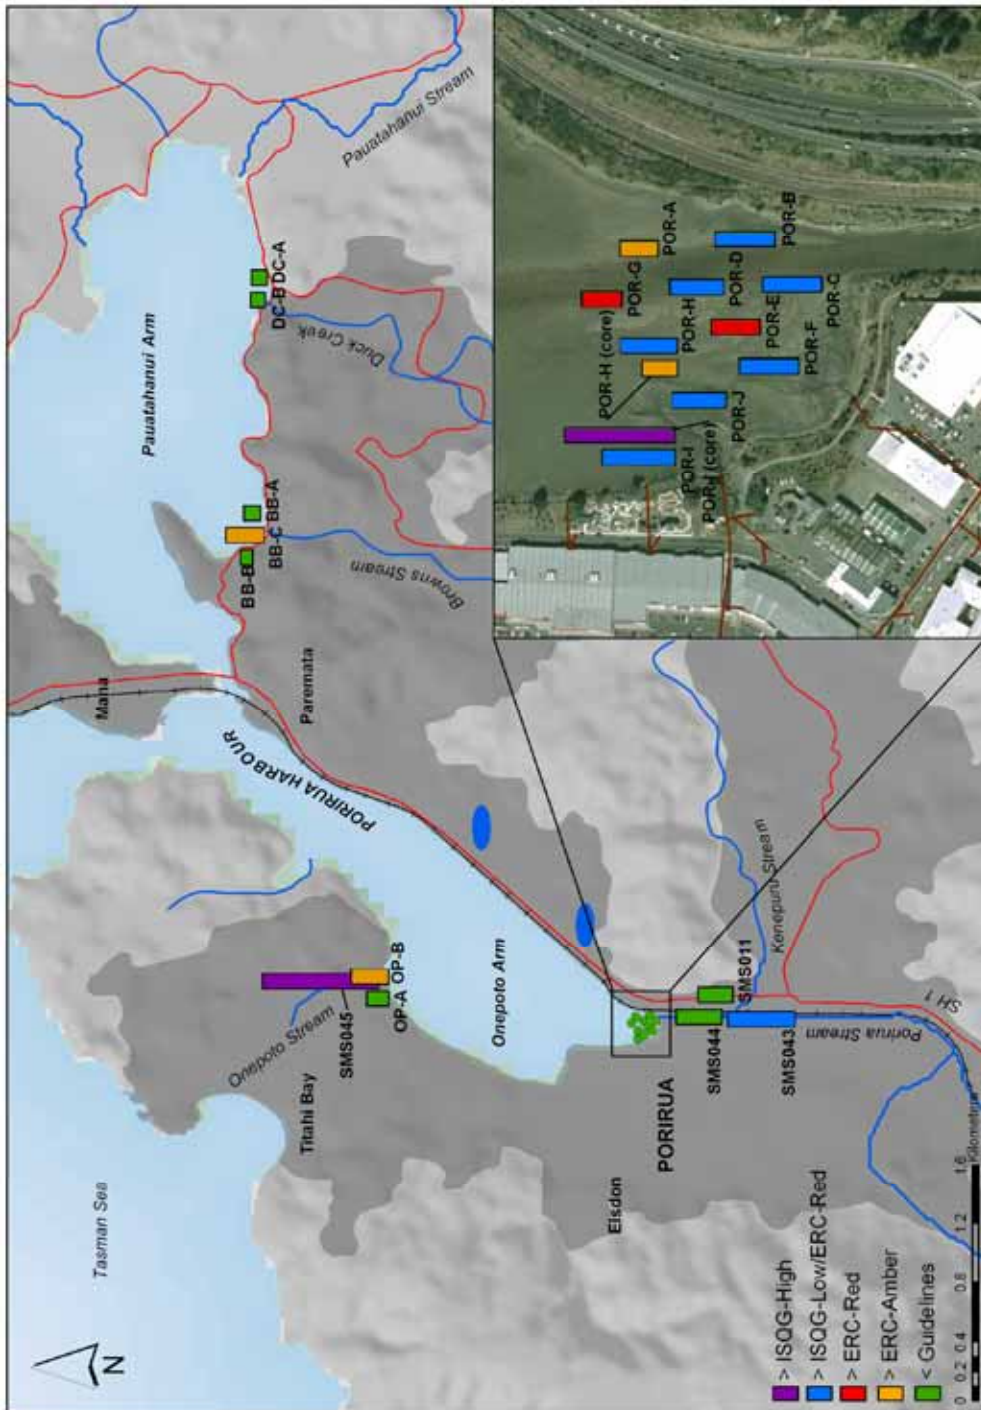 Tasman Sea
N
Titahi Bay
Onepoto Stream
SMS045
OP-A
OP-B
Onepoto Arm
PORIRUA HARBOUR
Mana
Paremata
Pauatahanui Arm
BB-B
BB-C
BB-A
Browns Stream
DC-B
DC-A
Duck Creek
Pauatahanui Stream
Elsdon
PORIRUA
SMS044
SMS011
SMS043
Kenepuru Stream
Porirua Stream
SH 1
POR-H (core)
POR-G
POR-A
POR-H
POR-D
POR-B
POR-E
POR-C
POR-F
POR-J
POR-I
POR-I (core)
> ISQG-High
> ISQG-Low/ERC-Red
> ERC-Red
> ERC-Amber
< Guidelines
0 0.2 0.4 0.8 1.2 1.6
Kilometers